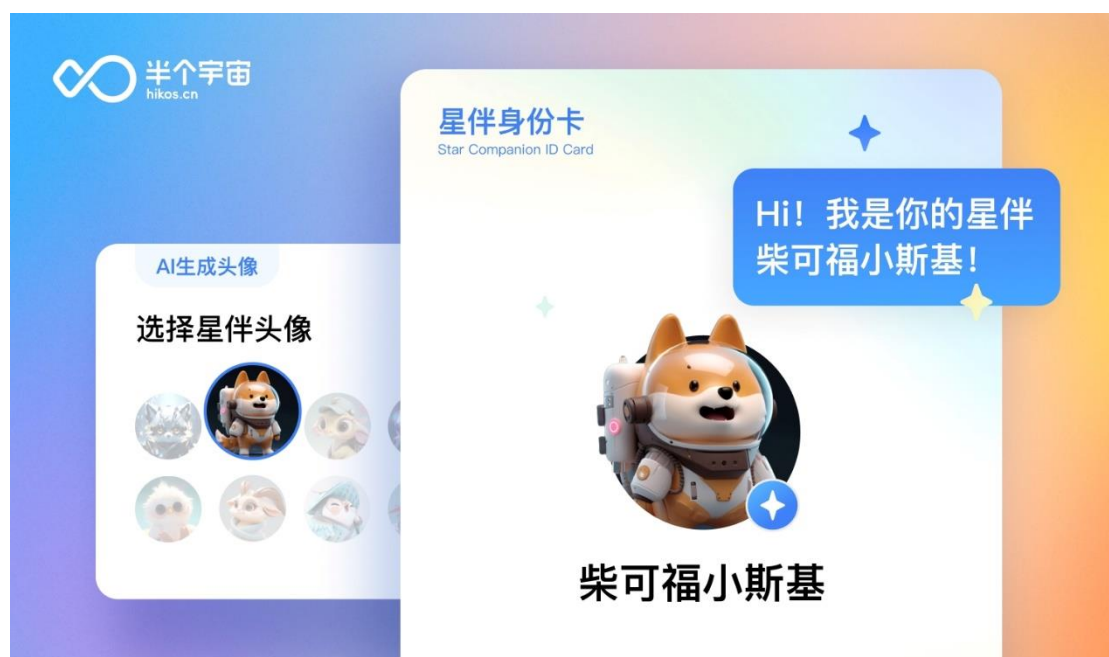 半个宇宙
hikos.cn
星伴身份卡
Star Companion ID Card
Hi！我是你的星伴
柴可福小斯基！
AI生成头像
选择星伴头像
柴可福小斯基